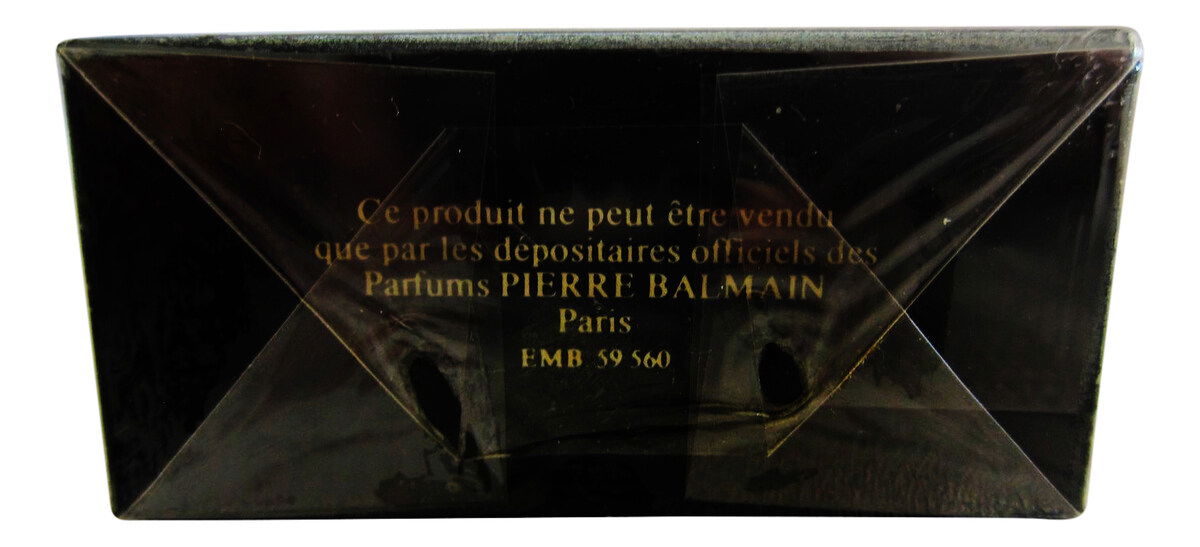 Ce produit ne peut être vendu
que par les dépositaires officiels des
Parfums PIERRE BALMAIN
Paris
EMB 59 560